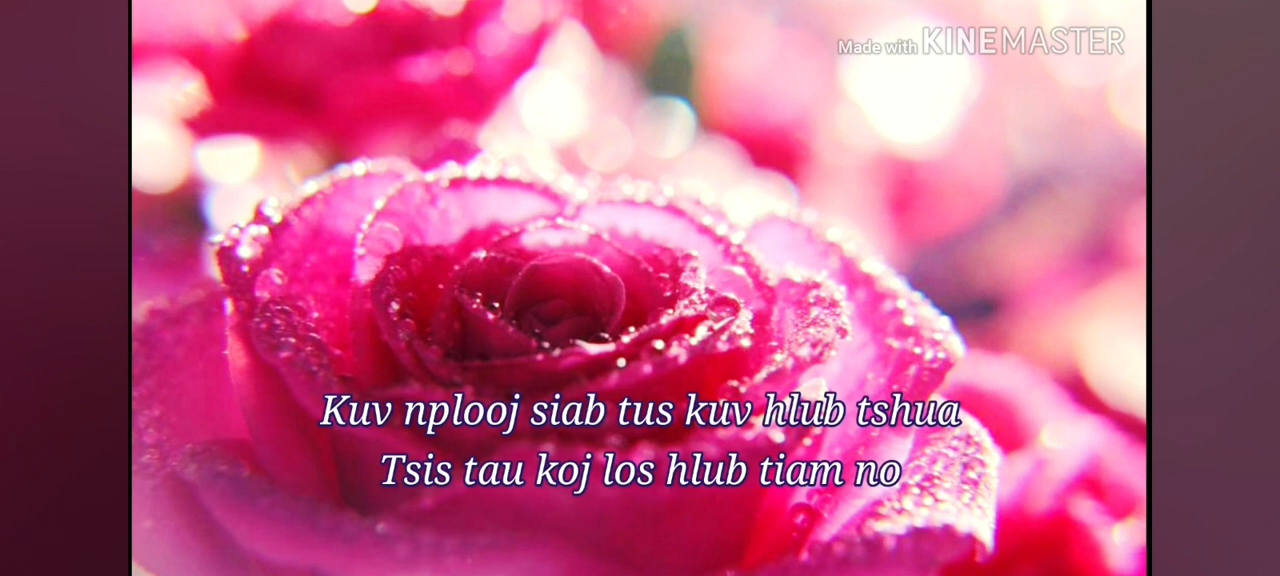 Made with KINEMASTER
Kuv nplooj siab tus kuv hlub tshua
Tsis tau koj los hlub tiam no